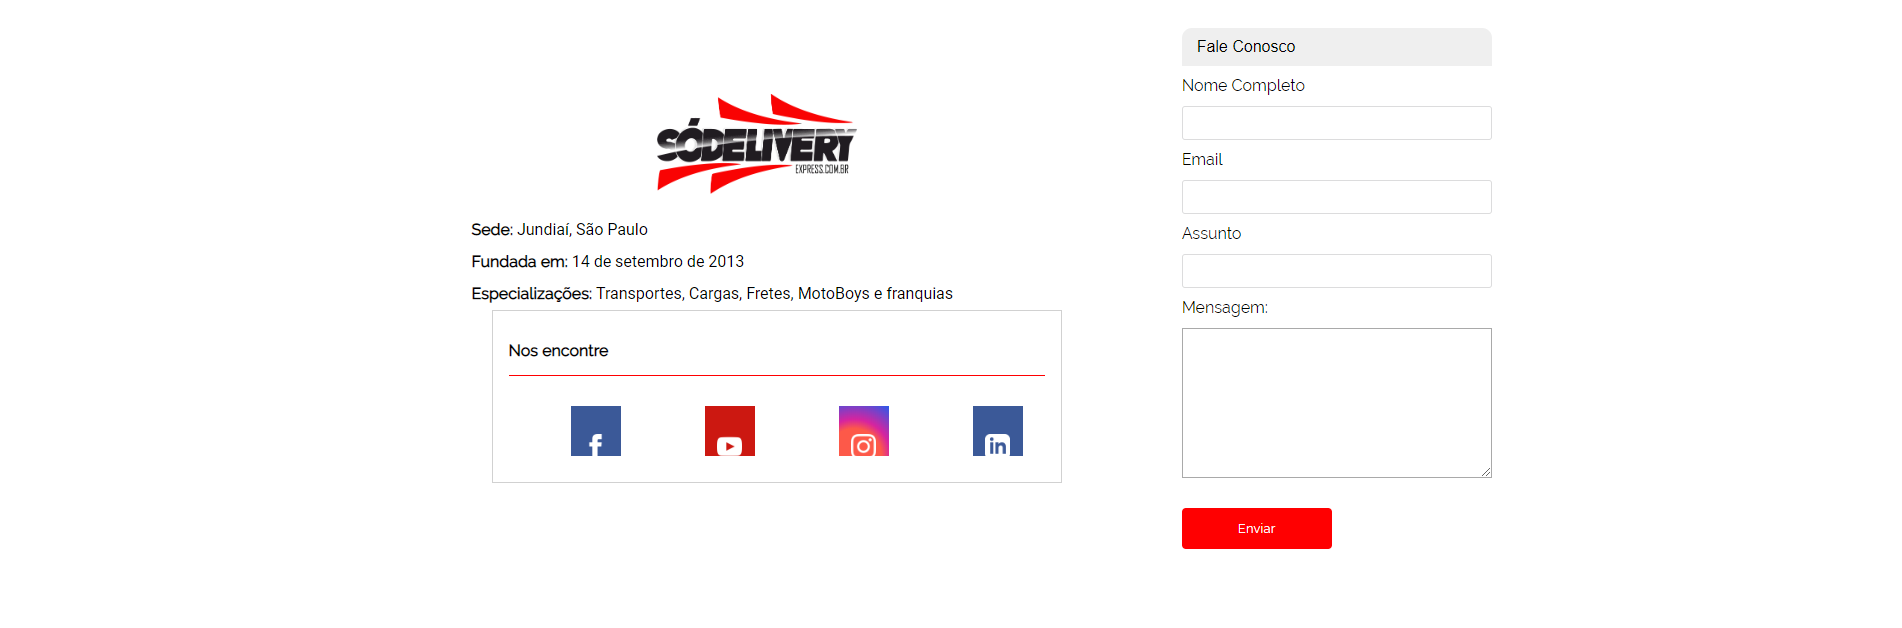 SÓDELIVERY
EXPRESS.COM.BR
Sede: Jundiaí, São Paulo
Fundada em: 14 de setembro de 2013
Especializações: Transportes, Cargas, Fretes, MotoBoys e franquias
Nos encontre
Fale Conosco
Nome Completo
Email
Assunto
Mensagem:
Enviar